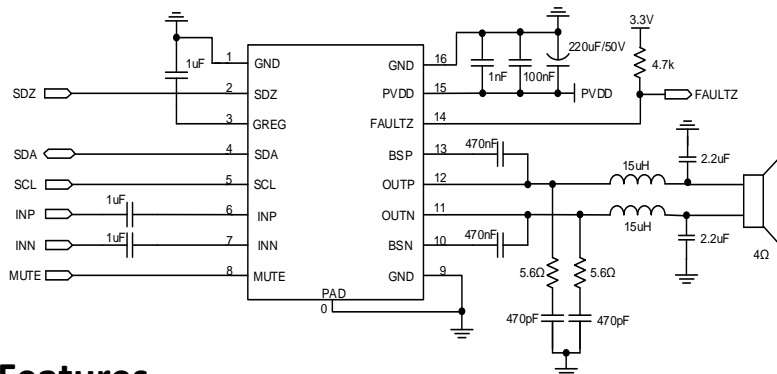 3.3V
220uF/50V
4.7k
1uF
1 GND
GND 16
1nF 100nF
SDZ 2 SDZ
PVDD 15 PVDD
FAULTZ
3 GREG
FAULTZ 14
SDA 4 SDA
BSP 13 470nF
15uH 2.2uF
SCL 5 SCL
OUTP 12
INP 1uF 6 INP
OUTN 11
15uH
INN 1uF 7 INN
BSN 10 470nF
2.2uF
4Ω
MUTE 8 MUTE
GND 9
5.6Ω 5.6Ω
PAD
0
470pF 470pF
Features